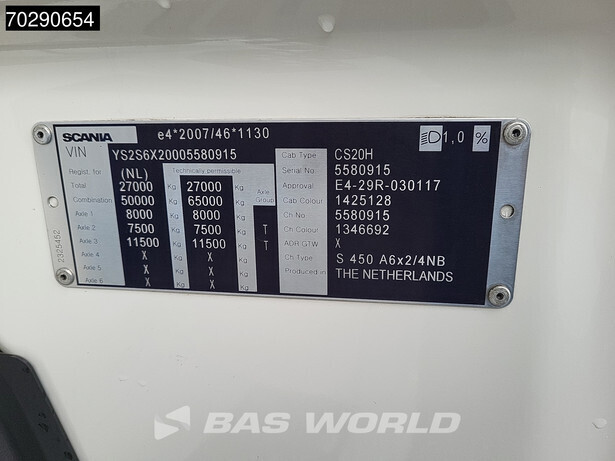 70290654
SCANIA e4*2007/46*1130 1,0 %
VIN YS2S6X20005580915 Cab Type CS20H
Regist. for (NL) Technically permissible Serial No. 5580915
Total 27000 Kg 27000 Kg Axle Group Approval E4-29R-030117
Combination 50000 Kg 65000 Kg Cab Colour 1425128
Axle 1 8000 Kg 8000 Kg Ch No 5580915
Axle 2 7500 Kg 7500 Kg T Ch Colour 1346692
Axle 3 11500 Kg 11500 Kg T ADR GTW X
Axle 4 X Kg X Kg Ch Type S 450 A6x2/4NB
Axle 5 X Kg X Kg Produced in THE NETHERLANDS
Axle 6 X Kg X Kg
2325452
BAS WORLD